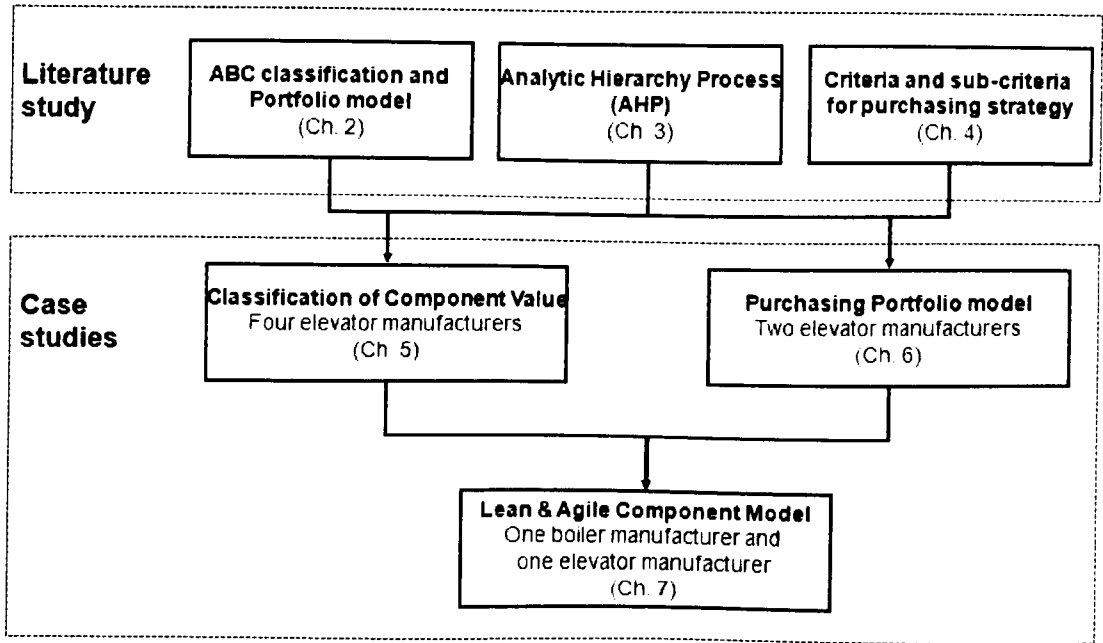 Literature
study
ABC classification and
Portfolio model
(Ch. 2)
Analytic Hierarchy Process
(AHP)
(Ch 3)
Criteria and sub-criteria
for purchasing strategy
(Ch. 4)
Case
studies
Classification of Component Value
Four elevator manufacturers
(Ch 5)
Purchasing Portfolio model
Two elevator manufacturers
(Ch. 6)
Lean & Agile Component Model
One boiler manufacturer and
one elevator manufacturer
(Ch. 7)